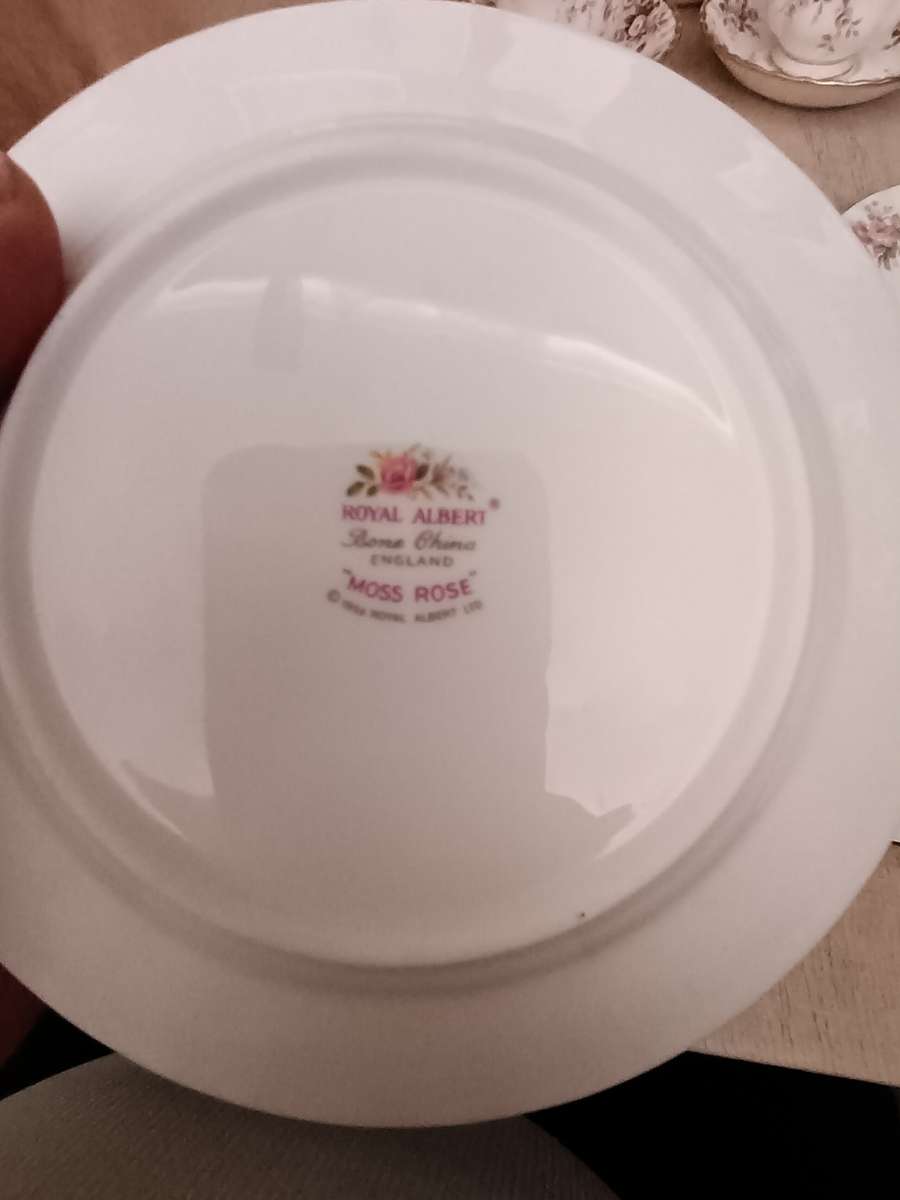 ROYAL ALBERT®
Bone China
ENGLAND
"MOSS ROSE"
© ROYAL ALBERT LTD